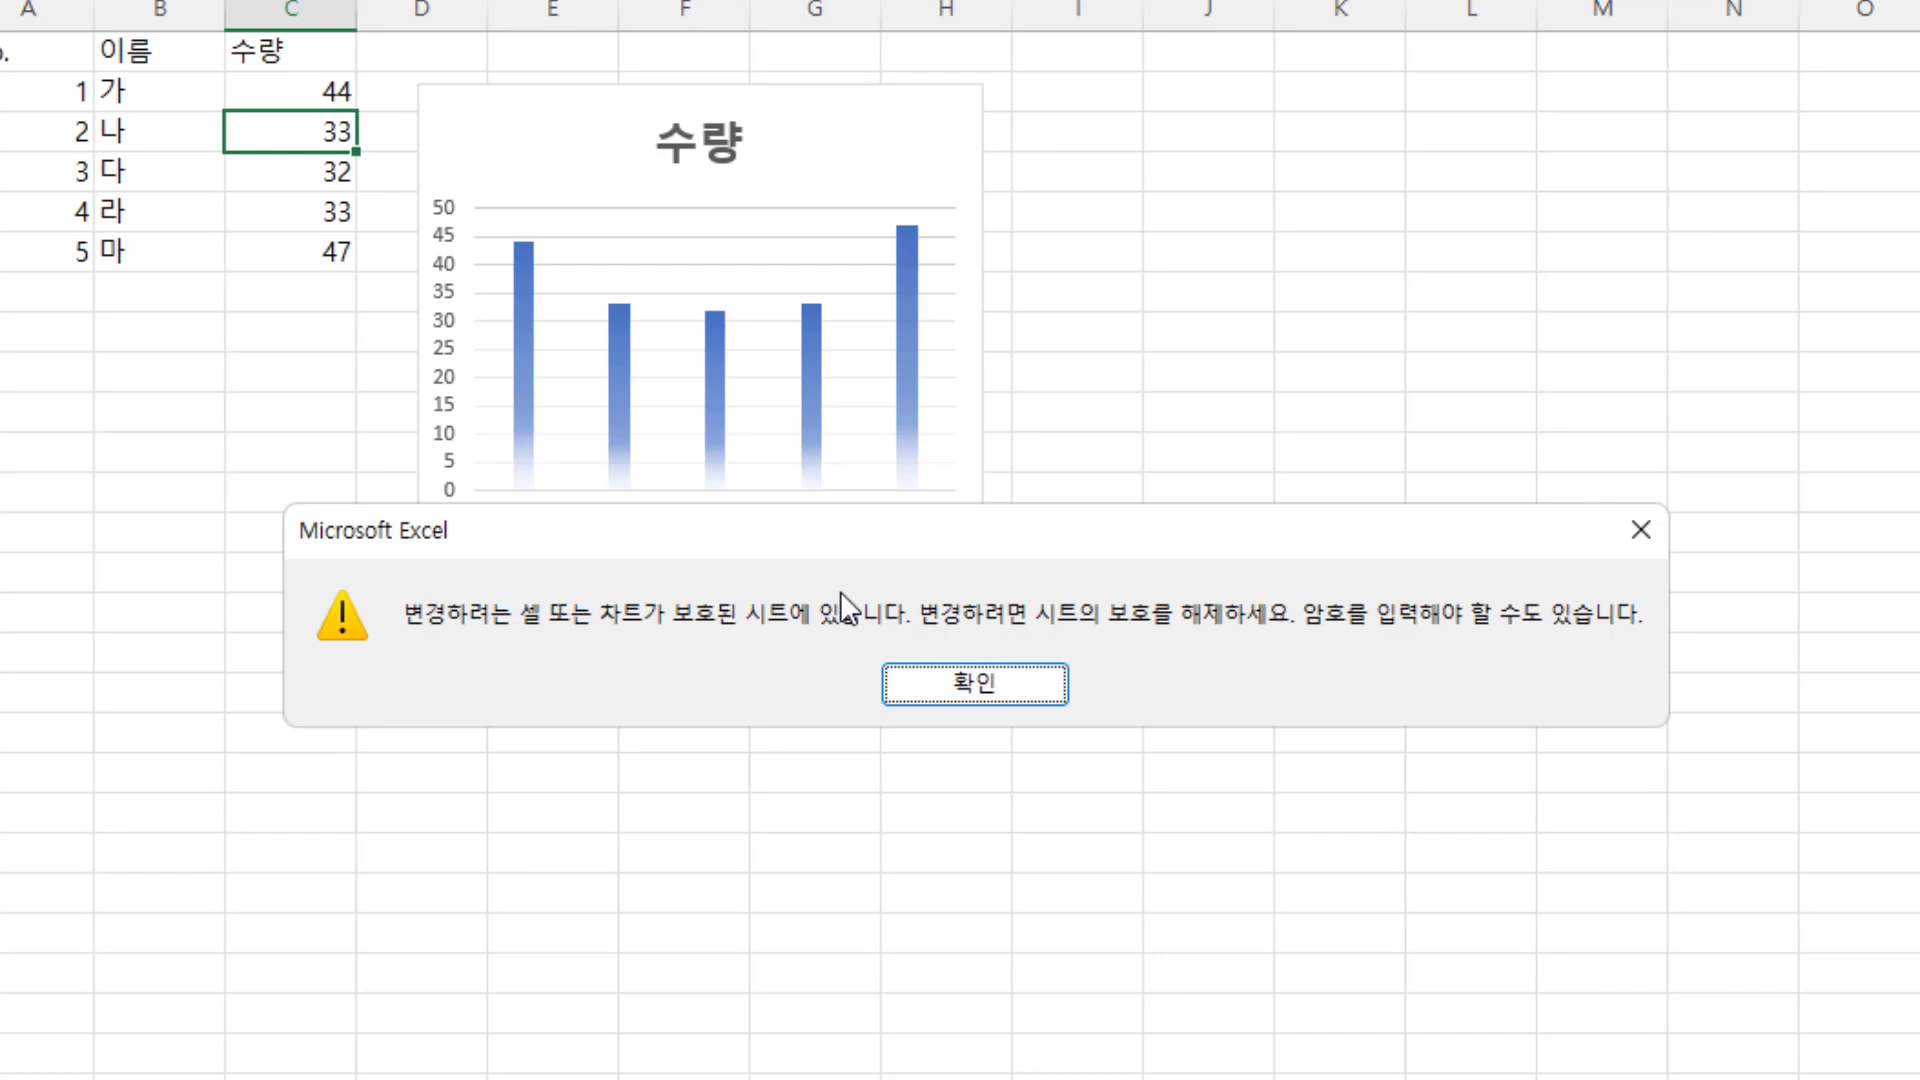 A B C D E F G H I J K L M N O
이름 수량
1 가 44
2 나 33
3 다 32
4 라 33
5 마 47
수량
50
45
40
35
30
25
20
15
10
5
0
Microsoft Excel
변경하려는 셀 또는 차트가 보호된 시트에 있습니다. 변경하려면 시트의 보호를 해제하세요. 암호를 입력해야 할 수도 있습니다.
확인